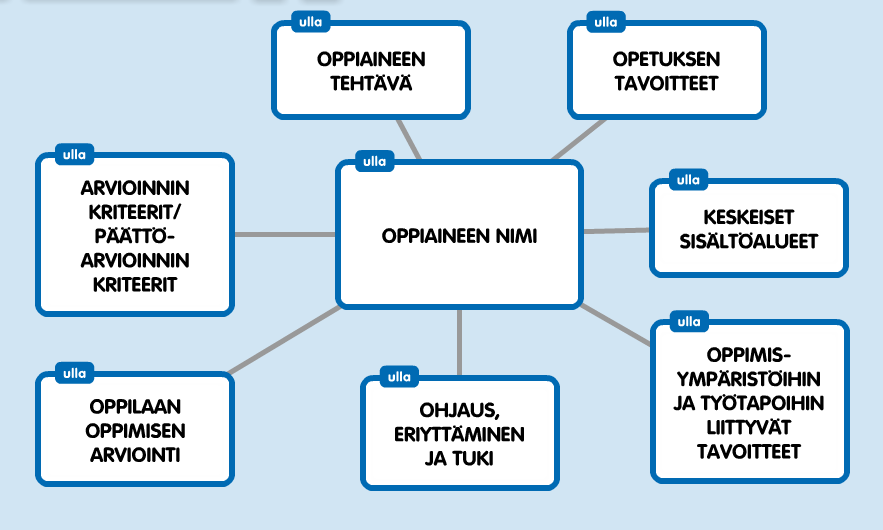 ulla
OPPIAINEEN
TEHTÄVÄ
ulla
OPETUKSEN
TAVOITTEET
ulla
ARVIOINNIN
KRITEERIT/
PÄÄTTÖ-
ARVIOINNIN
KRITEERIT
ulla
OPPIAINEEN NIMI
ulla
KESKEISET
SISÄLTÖALUEET
ulla
OPPILAAN
OPPIMISEN
ARVIOINTI
ulla
OHJAUS,
ERIYTTÄMINEN
JA TUKI
ulla
OPPIMIS-
YMPÄRISTÖIHIN
JA TYÖTAPOIHIN
LIITTYVÄT
TAVOITTEET